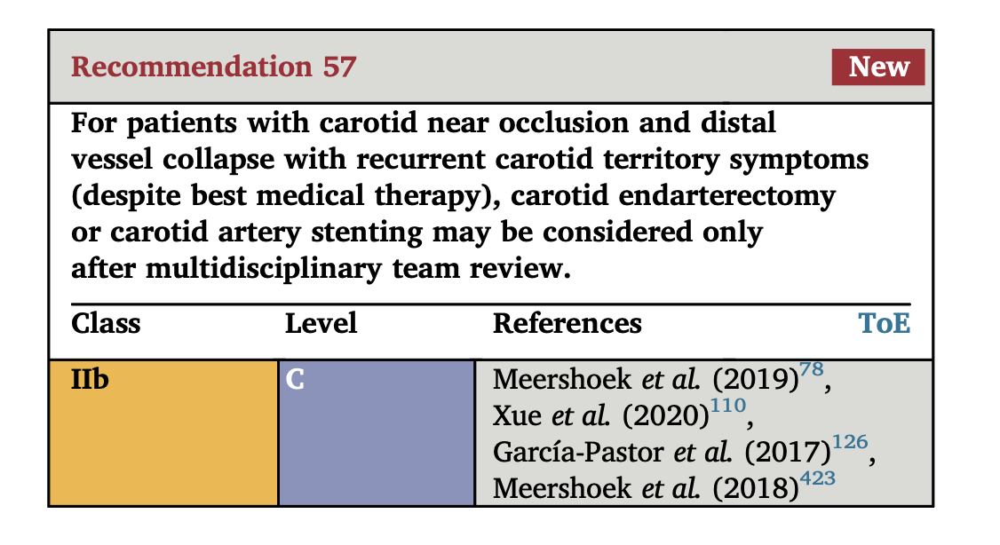 Recommendation 57 New
For patients with carotid near occlusion and distal
vessel collapse with recurrent carotid territory symptoms
(despite best medical therapy), carotid endarterectomy
or carotid artery stenting may be considered only
after multidisciplinary team review.
Class Level References ToE
IIb C Meershoek et al. (2019)78,
Xue et al. (2020)110,
García-Pastor et al. (2017)126,
Meershoek et al. (2018)423